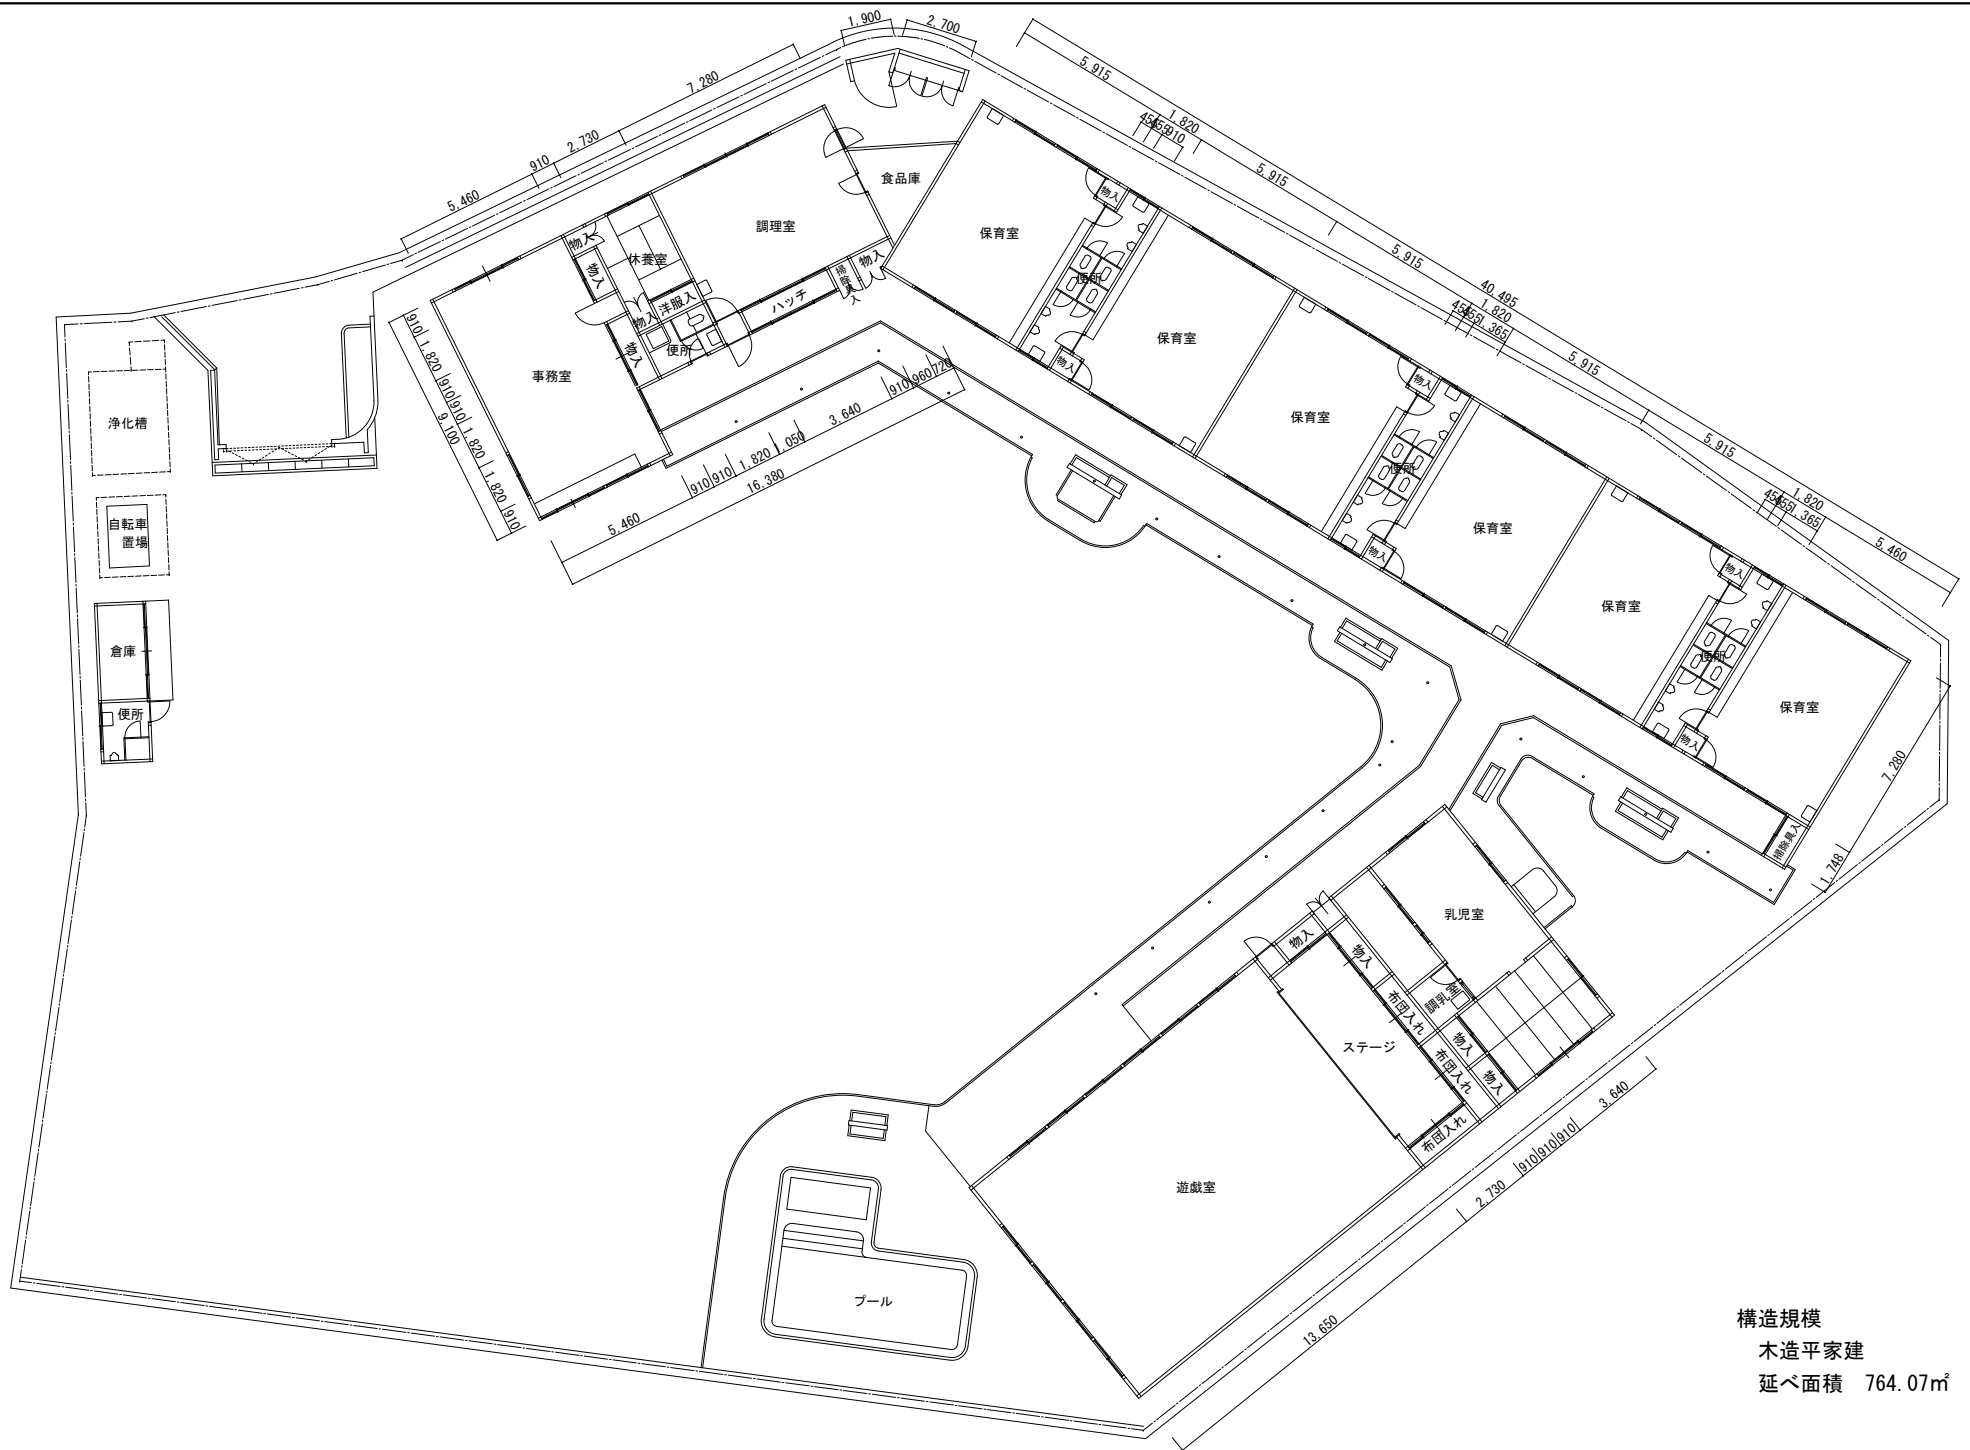 1,900
2,700
7,280
2,730
910
5,460
5,915
1,820
910
5,915
5,915
40,495
1,820
1,365
5,915
5,915
1,820
1,365
5,460
7,280
1,748
食品庫
調理室
物入
休養室
物入
洋服入
物入
便所
物入
ハッチ
掃除具入
物入
事務室
910
1,820
910
910
1,820
1,820
910
9,100
5,460
910
910
1,820
1,050
3,640
910
960
720
16,380
保育室
物入
便所
物入
保育室
保育室
物入
便所
物入
保育室
保育室
物入
便所
物入
保育室
掃除具入
浄化槽
自転車
置場
倉庫
便所
乳児室
物入
物入
調乳室
布団入れ
物入
布団入れ
物入
布団入れ
ステージ
遊戯室
プール
3,640
910
910
910
2,730
13,650
構造規模
木造平家建
延べ面積 764.07㎡